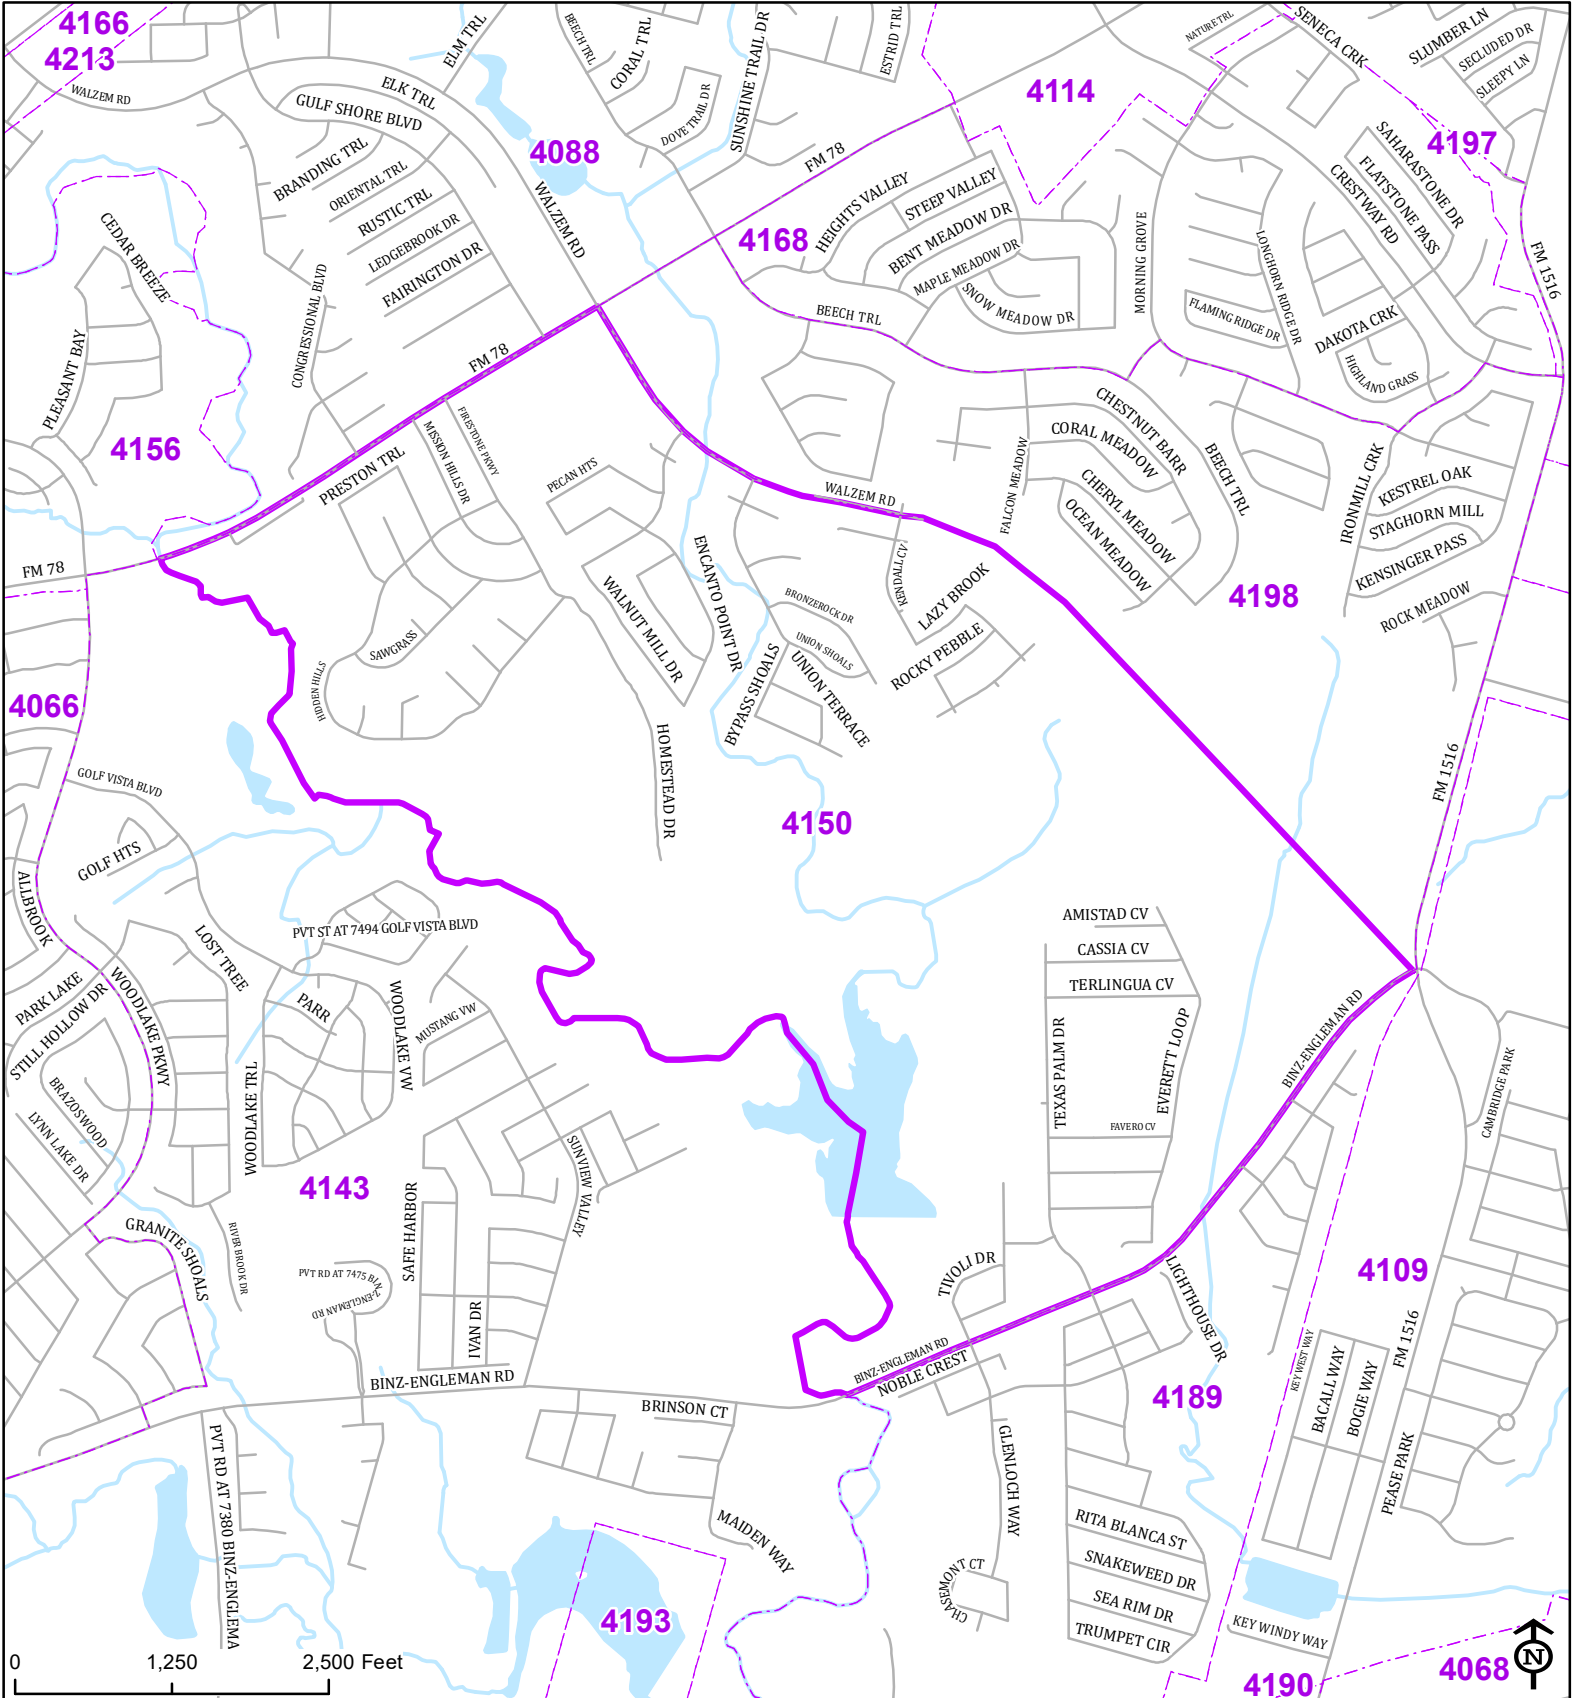 4166
4213
WALZEM RD
ELM TRL
BEECH TRL
CORAL TRL
SUNSHINE TRAIL DR
ESTRID TRL
NATURE TRL
SENECA CRK
SLUMBER LN
SECLUDED DR
SLEEPY LN
ELK TRL
GULF SHORE BLVD
DOVE TRAIL DR
4114
4088
4197
FM 78
BRANDING TRL
ORIENTAL TRL
RUSTIC TRL
LEDGEBROOK DR
FAIRINGTON DR
WALZEM RD
HEIGHTS VALLEY
STEEP VALLEY
BENT MEADOW DR
MAPLE MEADOW DR
SNOW MEADOW DR
4168
MORNING GROVE
SAHARASTONE DR
FLATSTONE PASS
CRESTWAY RD
LONGHORN RIDGE DR
FLAMING RIDGE DR
DAKOTA CRK
HIGHLAND GRASS
FM 1516
CEDAR BREEZE
PLEASANT BAY
CONGRESSIONAL BLVD
FM 78
BEECH TRL
4156
PRESTON TRL
MISSION HILLS DR
FIRESTONE PKWY
PECAN HTS
WALZEM RD
CHESTNUT BARR
CORAL MEADOW
BEECH TRL
CHERYL MEADOW
OCEAN MEADOW
FALCON MEADOW
IRONMILL CRK
KESTREL OAK
STAGHORN MILL
KENSINGER PASS
ROCK MEADOW
FM 78
ENCANTO POINT DR
WALNUT MILL DR
KENDALL CV
LAZY BROOK
BRONZEROCK DR
UNION SHOALS
ROCKY PEBBLE
UNION TERRACE
BYPASS SHOALS
4198
SAWGRASS
HIDDEN HILLS
4066
HOMESTEAD DR
GOLF VISTA BLVD
4150
FM 1516
GOLF HTS
ALLBROOK
PVT ST AT 7494 GOLF VISTA BLVD
AMISTAD CV
CASSIA CV
TERLINGUA CV
LOST TREE
PARK LAKE
STILL HOLLOW DR
WOODLAKE PKWY
PARR
WOODLAKE VW
MUSTANG VW
TEXAS PALM DR
EVERETT LOOP
BINZ-ENGLEMAN RD
CAMBRIDGE PARK
BRAZOSWOOD
LYNN LAKE DR
WOODLAKE TRL
FAVERO CV
SUNVIEW VALLEY
4143
SAFE HARBOR
GRANITE SHOALS
RIVER BROOK DR
PVT RD AT 7475 BINZ-ENGLEMAN RD
IVAN DR
TIVOLI DR
LIGHTHOUSE DR
4109
FM 1516
KEY WEST WAY
BACALL WAY
BOGIE WAY
BINZ-ENGLEMAN RD
BINZ-ENGLEMAN RD
NOBLE CREST
4189
BRINSON CT
GLENLOCH WAY
PEASE PARK
PVT RD AT 7380 BINZ-ENGLEMA
MAIDEN WAY
RITA BLANCA ST
SNAKEWEED DR
SEA RIM DR
TRUMPET CIR
CHASEMONT CT
KEY WINDY WAY
4193
4190
4068
N
0 1,250 2,500 Feet